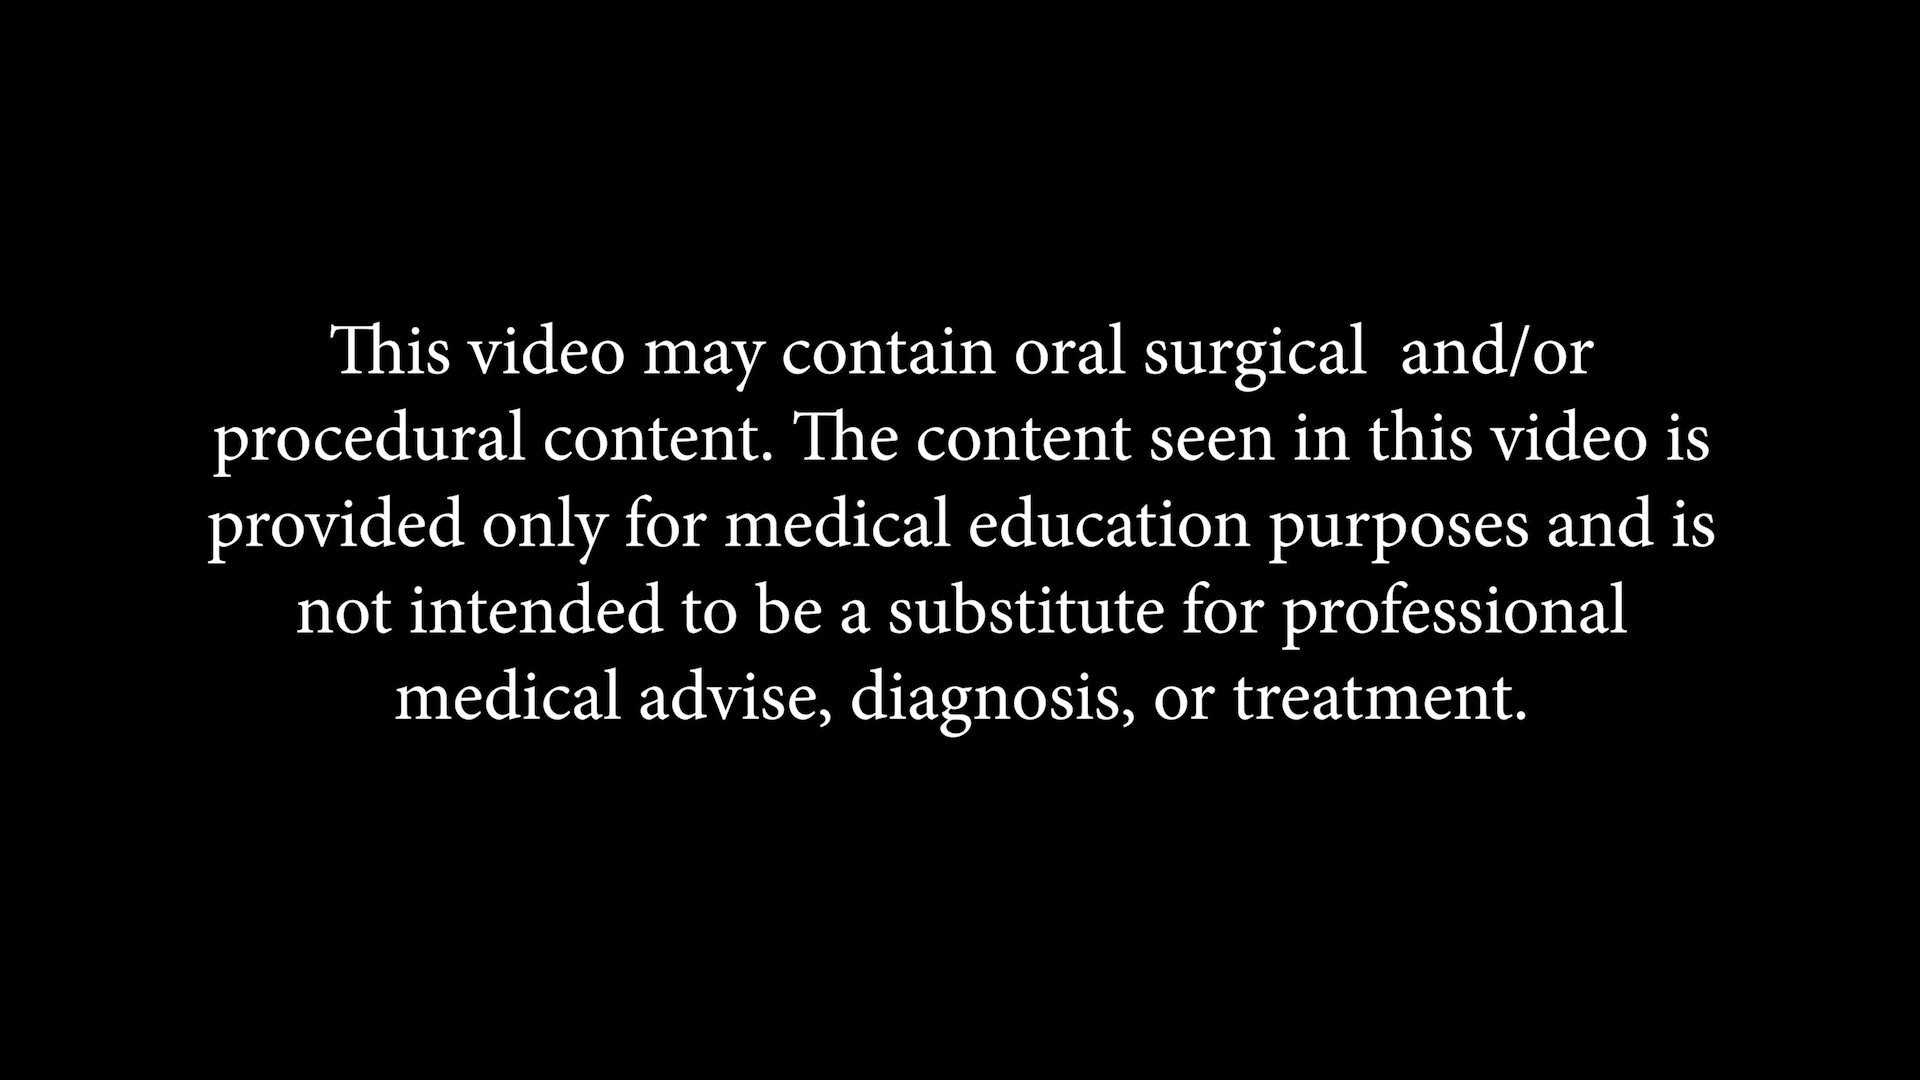 This video may contain oral surgical  and/or
procedural content. The content seen in this video is
provided only for medical education purposes and is
not intended to be a substitute for professional
medical advise, diagnosis, or treatment.